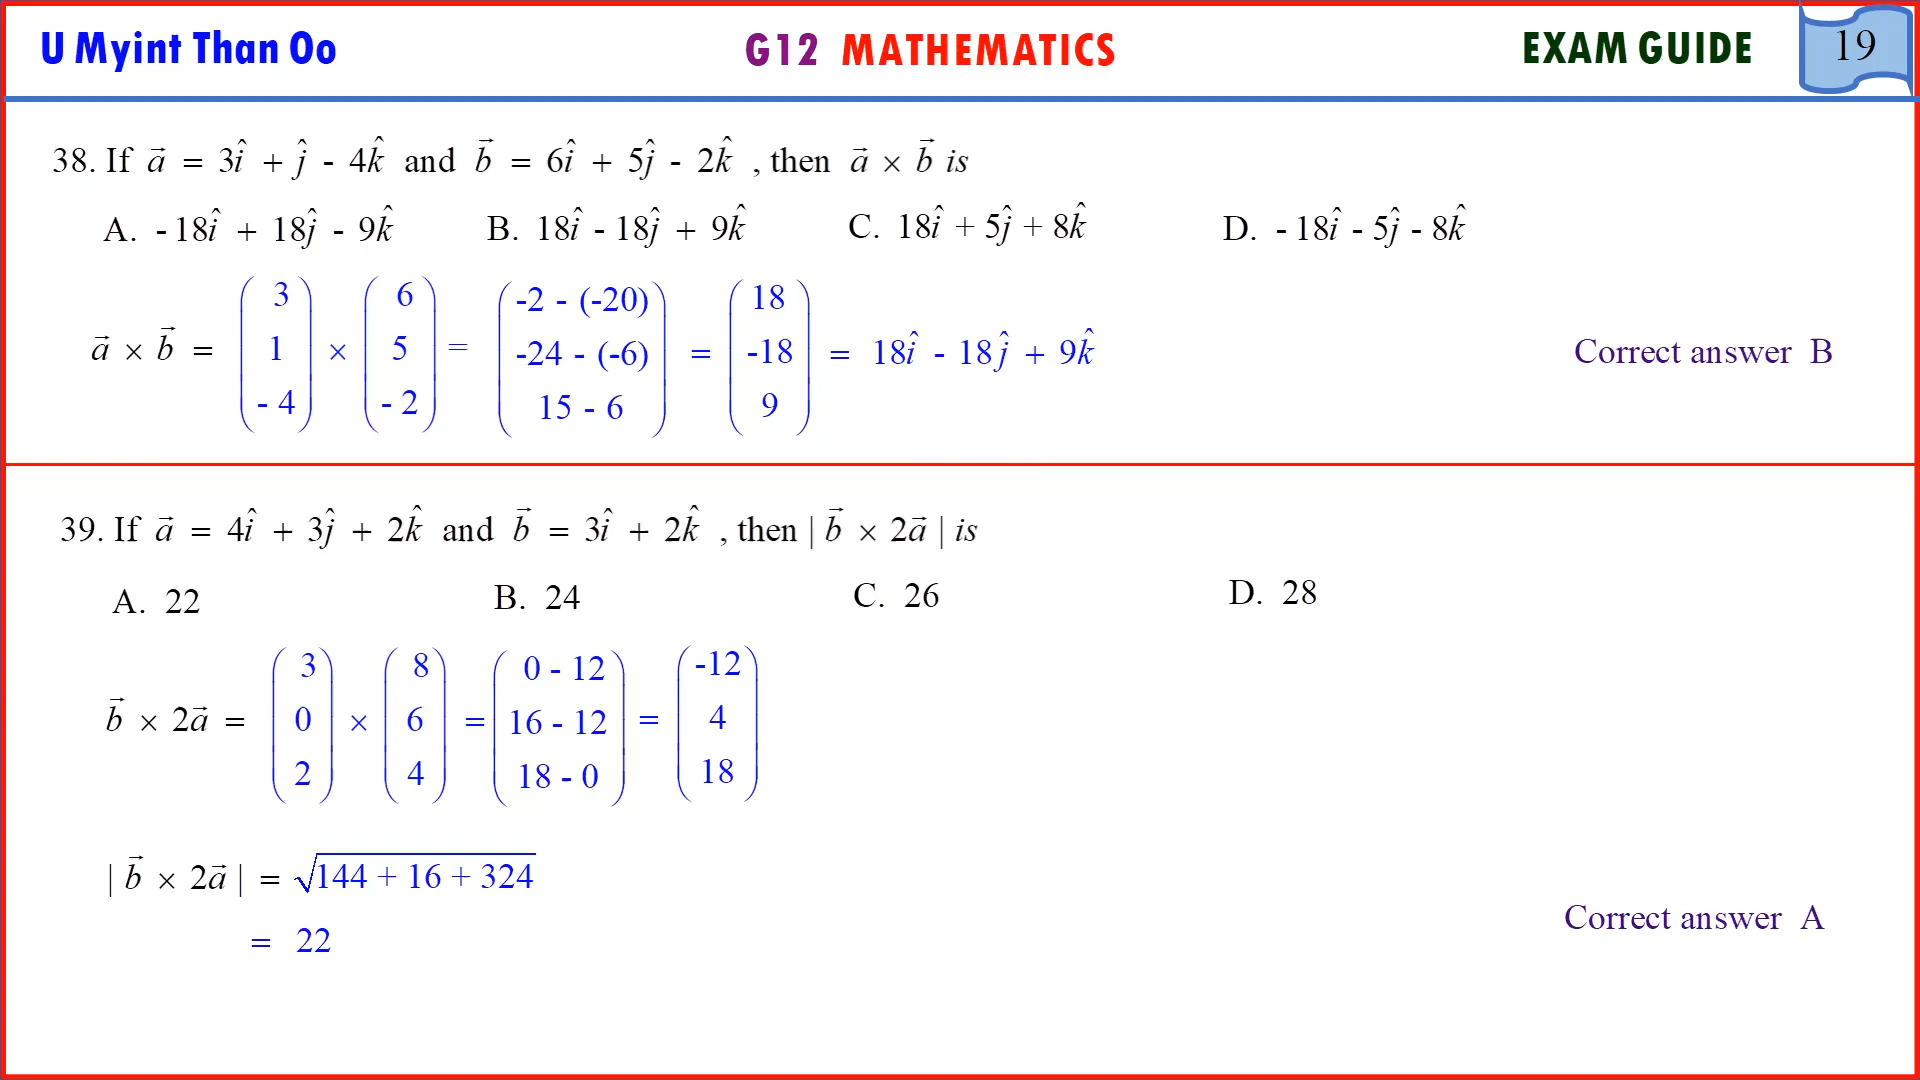 U Myint Than Oo G12 MATHEMATICS EXAM GUIDE 19
38. If a⃗ = 3î + ĵ - 4k̂ and b⃗ = 6î + 5ĵ - 2k̂ , then a⃗ × b⃗ is
A. - 18î + 18ĵ - 9k̂ B. 18î - 18ĵ + 9k̂ C. 18î + 5ĵ + 8k̂ D. - 18î - 5ĵ - 8k̂
3 6 -2 - (-20) 18
a⃗ × b⃗ = 1 × 5 = -24 - (-6) = -18 = 18î - 18ĵ + 9k̂ Correct answer B
- 4 - 2 15 - 6 9
39. If a⃗ = 4î + 3ĵ + 2k̂ and b⃗ = 3î + 2k̂ , then | b⃗ × 2a⃗ | is
A. 22 B. 24 C. 26 D. 28
3 8 0 - 12 -12
b⃗ × 2a⃗ = 0 × 6 = 16 - 12 = 4
2 4 18 - 0 18
| b⃗ × 2a⃗ | = √144 + 16 + 324
= 22
Correct answer A